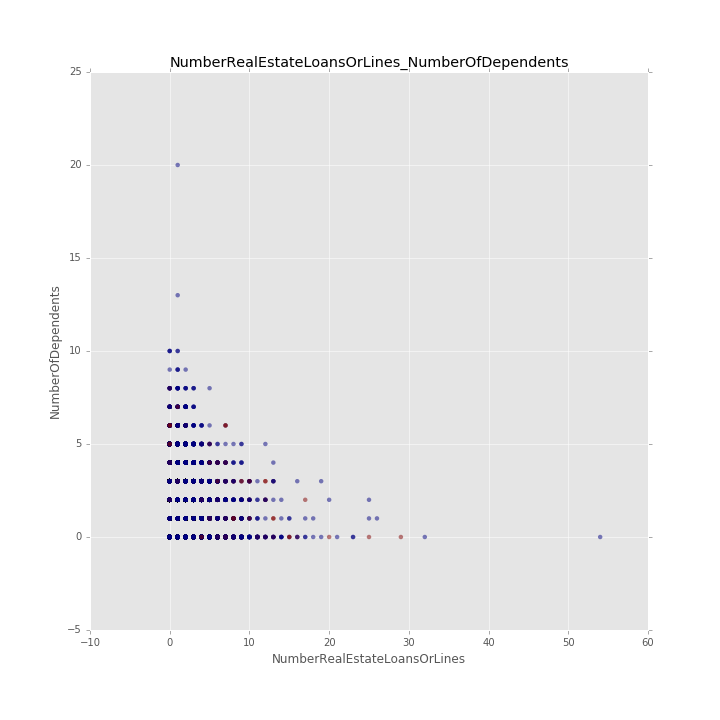 NumberRealEstateLoansOrLines_NumberOfDependents
25
20
15
10
5
0
−5
NumberOfDependents
−10 0 10 20 30 40 50 60
NumberRealEstateLoansOrLines